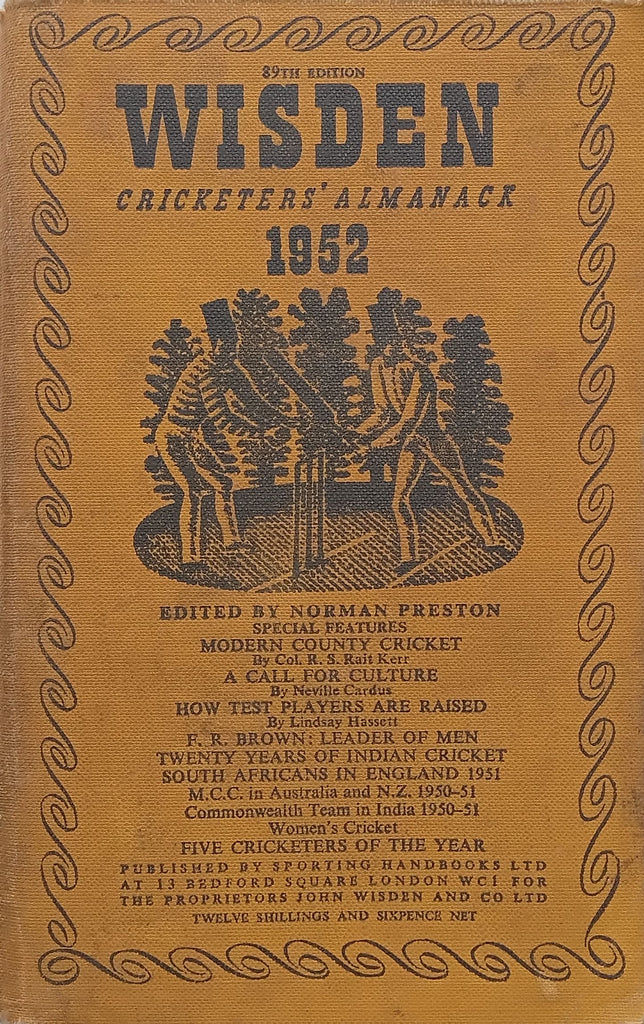 89TH EDITION
WISDEN
CRICKETERS' ALMANACK
1952
EDITED BY NORMAN PRESTON
SPECIAL FEATURES
MODERN COUNTY CRICKET
By Col. R. S. Rait Kerr
A CALL FOR CULTURE
By Neville Cardus
HOW TEST PLAYERS ARE RAISED
By Lindsay Hassett
F. R. BROWN: LEADER OF MEN
TWENTY YEARS OF INDIAN CRICKET
SOUTH AFRICANS IN ENGLAND 1951
M.C.C. in Australia and N.Z. 1950-51
Commonwealth Team in India 1950-51
Women's Cricket
FIVE CRICKETERS OF THE YEAR
PUBLISHED BY SPORTING HANDBOOKS LTD
AT 13 BEDFORD SQUARE LONDON WC1 FOR
THE PROPRIETORS JOHN WISDEN AND CO LTD
TWELVE SHILLINGS AND SIXPENCE NET